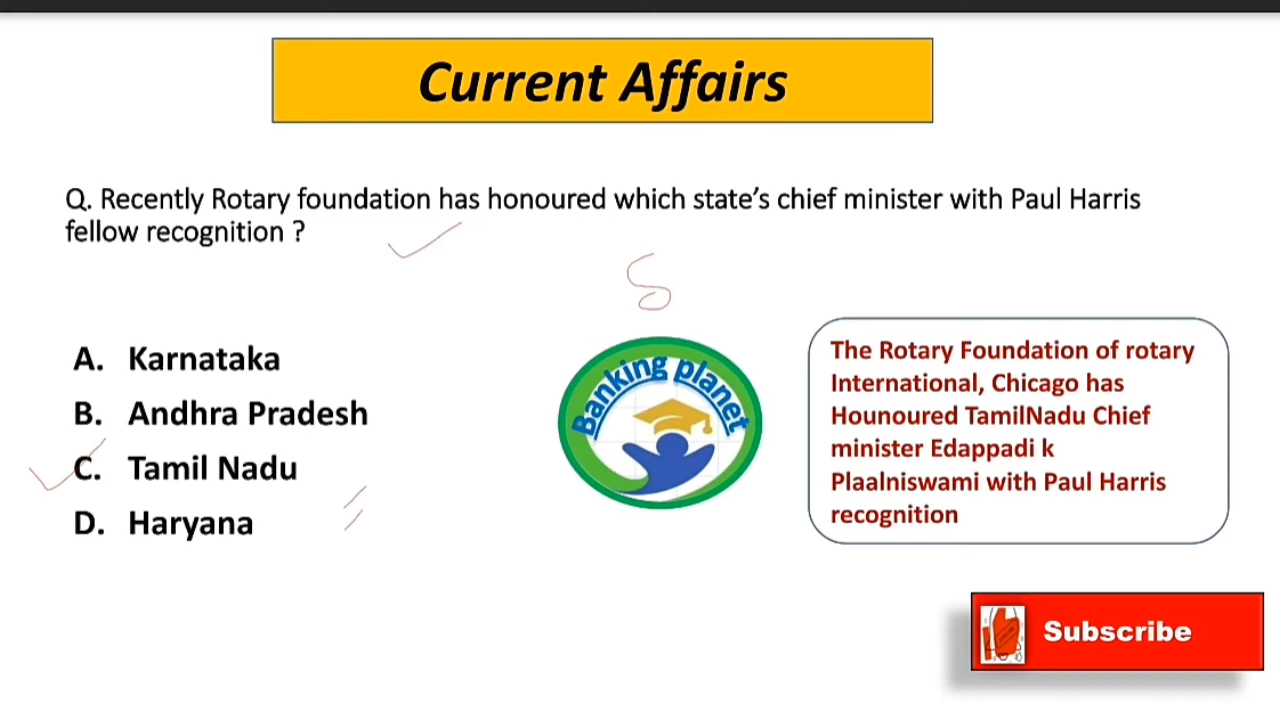 Current Affairs
Q. Recently Rotary foundation has honoured which state’s chief minister with Paul Harris
fellow recognition ?
S
A. Karnataka
B. Andhra Pradesh
C. Tamil Nadu
D. Haryana
Banking planet
The Rotary Foundation of rotary
International, Chicago has
Hounoured TamilNadu Chief
minister Edappadi k
Plaalniswami with Paul Harris
recognition
Subscribe